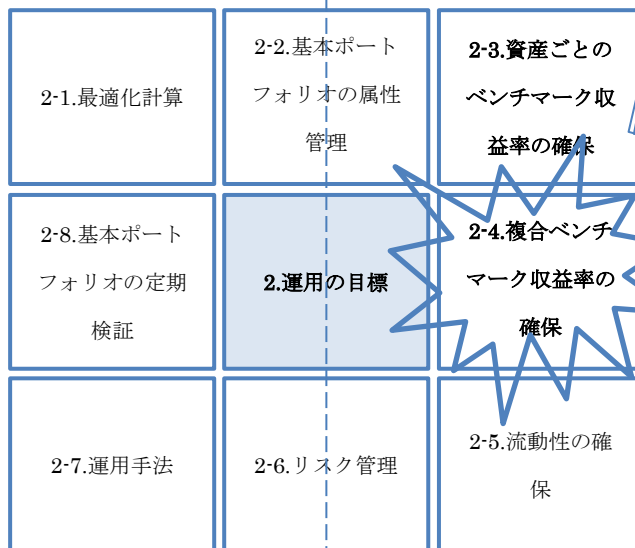 2-1.最適化計算
2-2.基本ポート
フォリオの属性
管理
2-3.資産ごとの
ベンチマーク収
益率の確保
2-8.基本ポート
フォリオの定期
検証
2.運用の目標
2-4.複合ベンチ
マーク収益率の
確保
2-7.運用手法
2-6.リスク管理
2-5.流動性の確
保